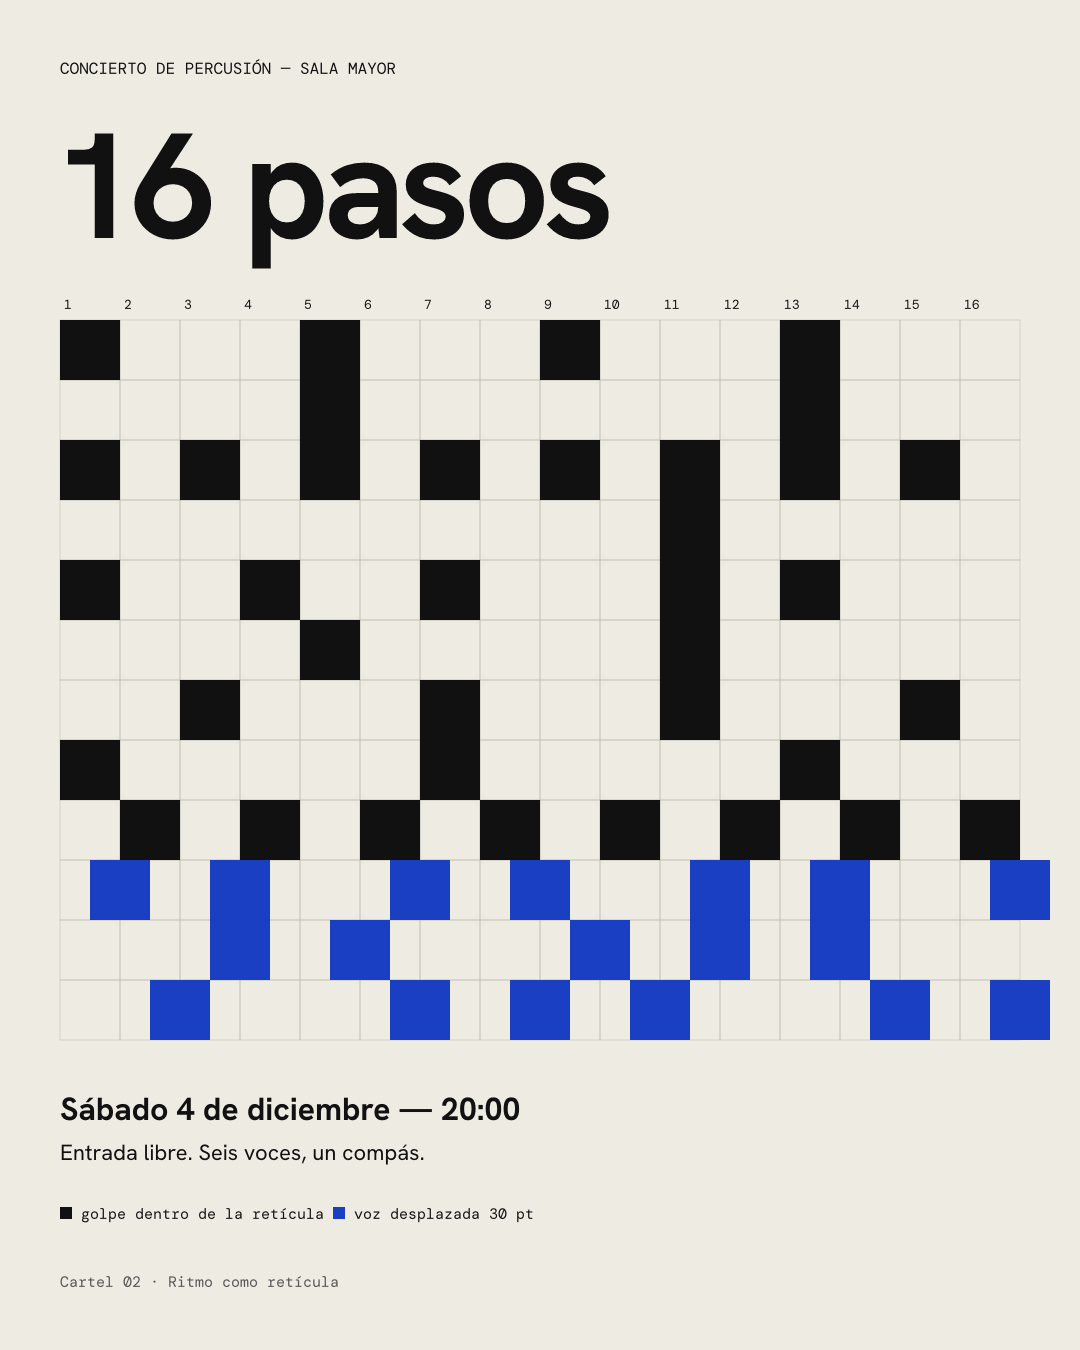 CONCIERTO DE PERCUSIÓN — SALA MAYOR
16 pasos
1 2 3 4 5 6 7 8 9 10 11 12 13 14 15 16
Sábado 4 de diciembre — 20:00
Entrada libre. Seis voces, un compás.
golpe dentro de la retícula voz desplazada 30 pt
Cartel 02 · Ritmo como retícula